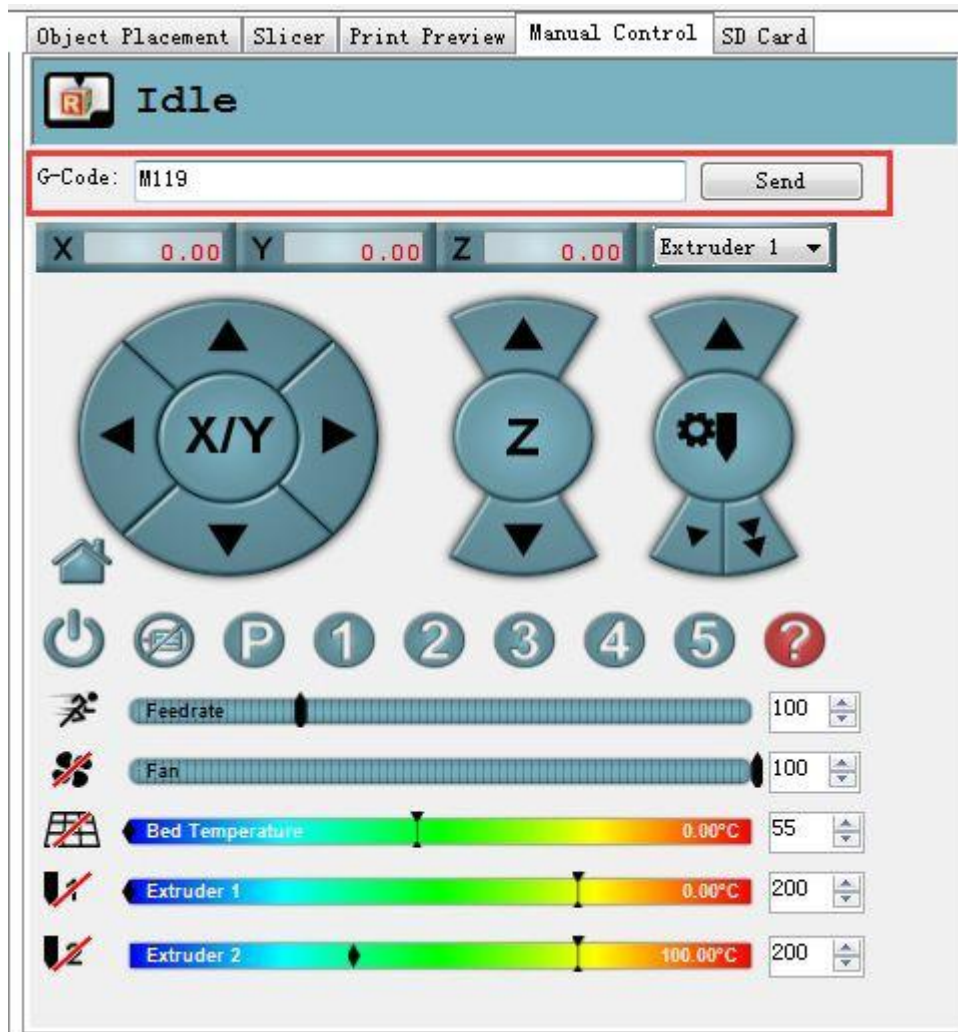 Object Placement Slicer Print Preview Manual Control SD Card
R Idle
G-Code: M119 Send
X 0.00 Y 0.00 Z 0.00 Extruder 1
X/Y Z
P 1 2 3 4 5 ?
Feedrate 100
Fan 100
Bed Temperature 0.00°C 55
1 Extruder 1 0.00°C 200
2 Extruder 2 100.00°C 200